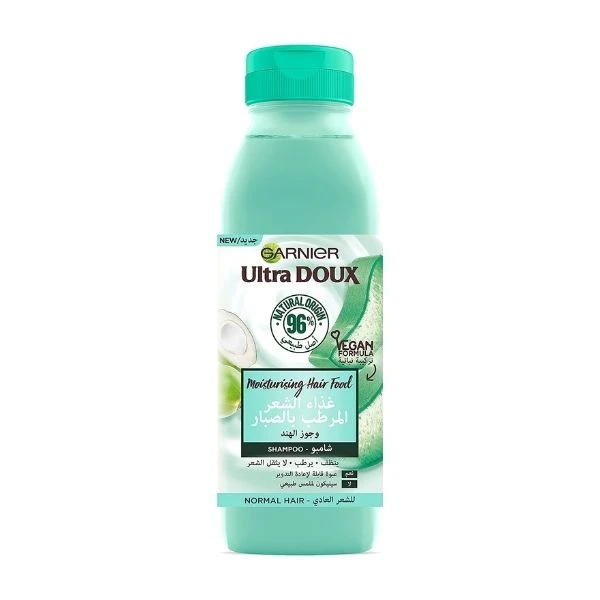 NEW/جديد
GARNIER
Ultra DOUX
NATURAL ORIGIN
96%
أصل طبيعي
VEGAN
FORMULA
تركيبة نباتية
Moisturising Hair Food
غذاء الشعر
المرطب بالصبار
وجوز الهند
SHAMPOO - شامبو
ينظف • يرطب • لا يثقل الشعر
نعم عبوة قابلة لإعادة التدوير
لا سيليكون لملمس طبيعي
NORMAL HAIR - للشعر العادي